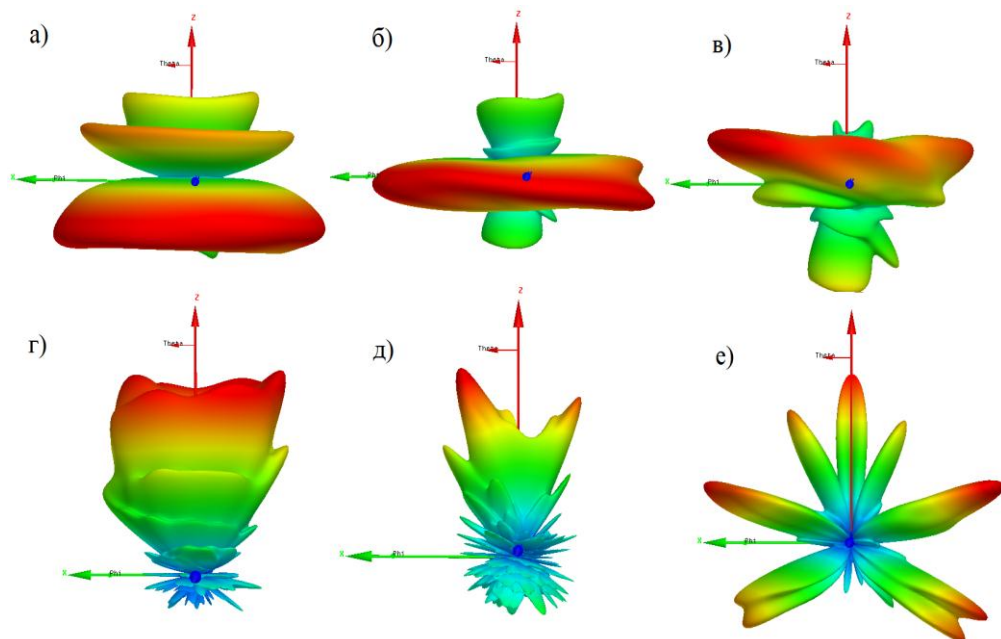 а) Z б) Z в) Z
Theta Theta Theta
X Phi Phi X Phi
г) Z д) Z е)
Theta Theta Theta
X Phi X Phi X Phi